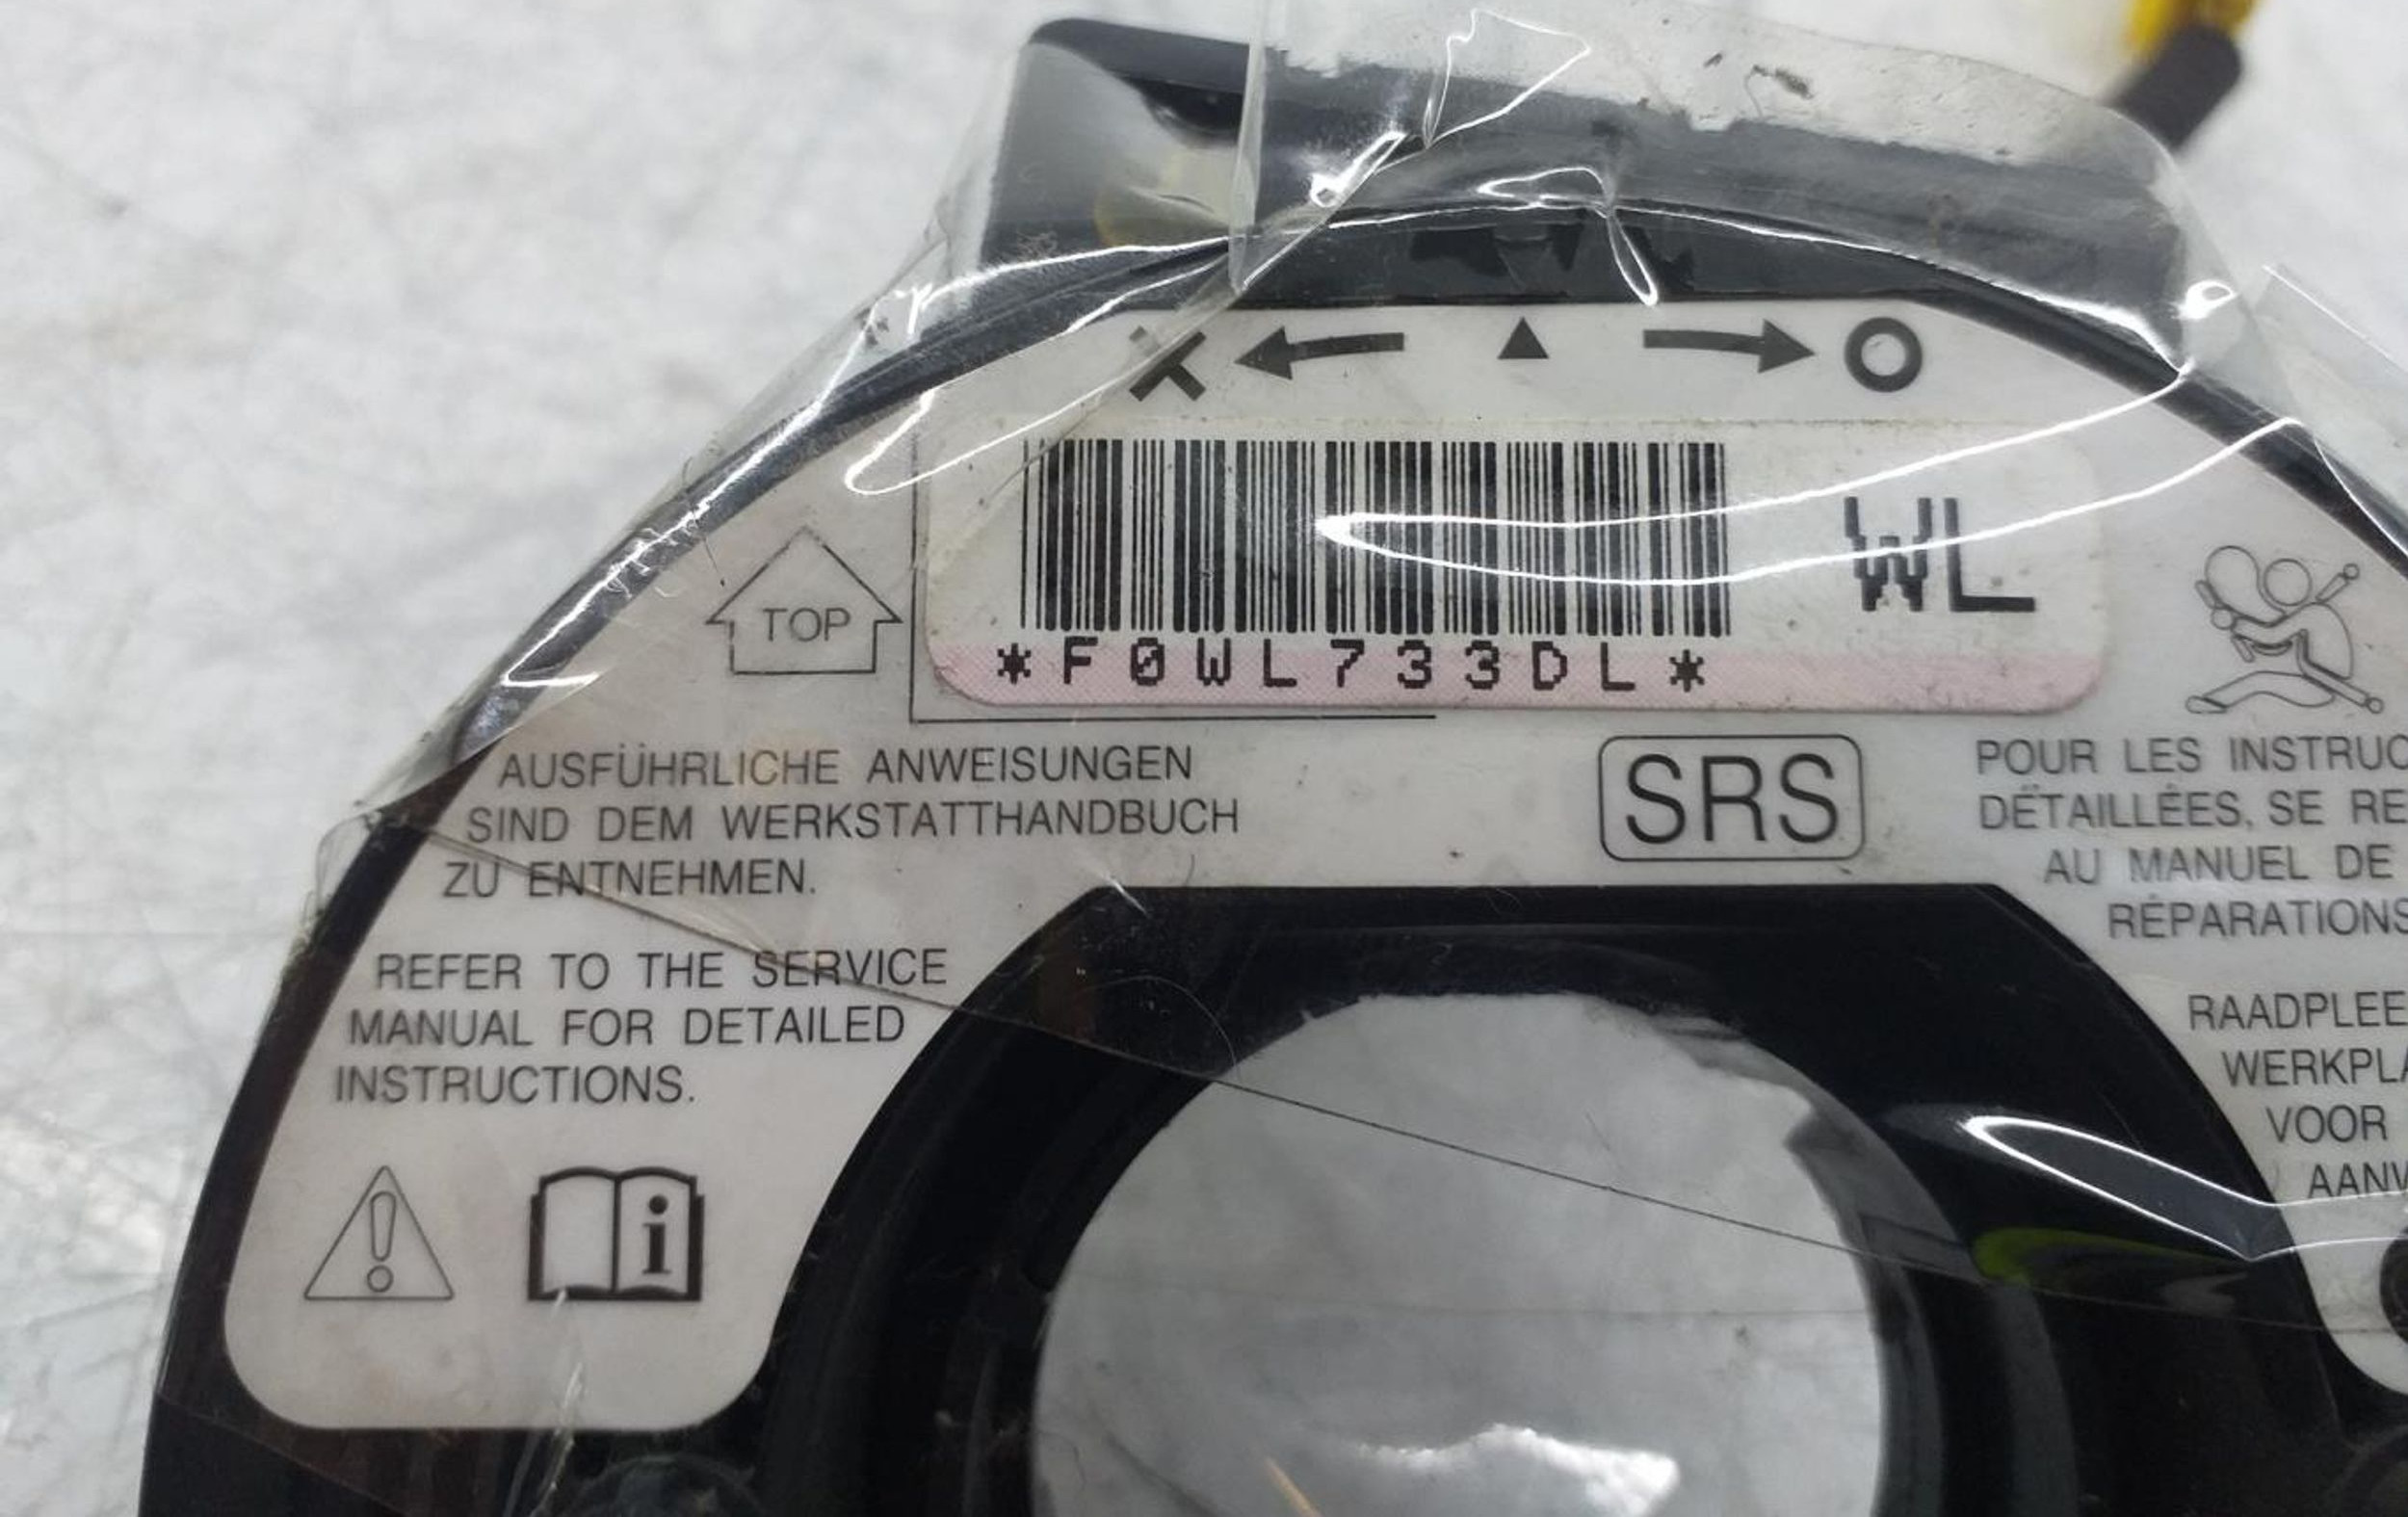 TOP
WL
*F0WL733DL*
AUSFÜHRLICHE ANWEISUNGEN
SIND DEM WERKSTATTHANDBUCH
ZU ENTNEHMEN.
REFER TO THE SERVICE
MANUAL FOR DETAILED
INSTRUCTIONS.
i
SRS
POUR LES INSTRUC
DÉTAILLÉES, SE RE
AU MANUEL DE
RÉPARATIONS
RAADPLEE
WERKPLA
VOOR
AANW